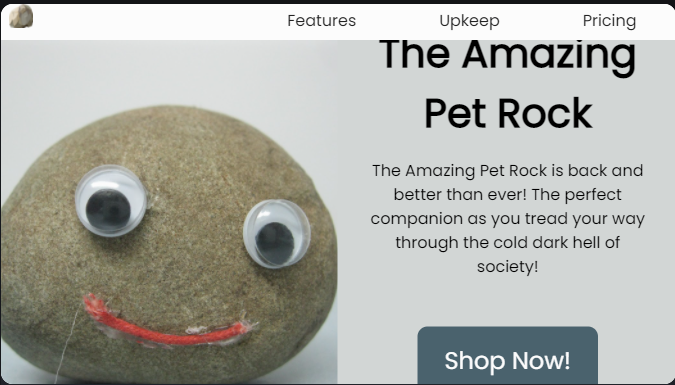 Features Upkeep Pricing
The Amazing
Pet Rock
The Amazing Pet Rock is back and
better than ever! The perfect
companion as you tread your way
through the cold dark hell of
society!
Shop Now!